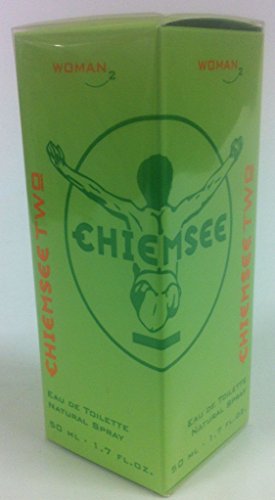 WOMAN 2
CHIEMSEE TWO
CHIEMSEE
EAU DE TOILETTE
NATURAL SPRAY
50 ML - 1.7 FL.OZ.
WOMAN 2
CHIEMSEE TWO
EAU DE TOILETTE
NATURAL SPRAY
50 ML - 1.7 FL.OZ.